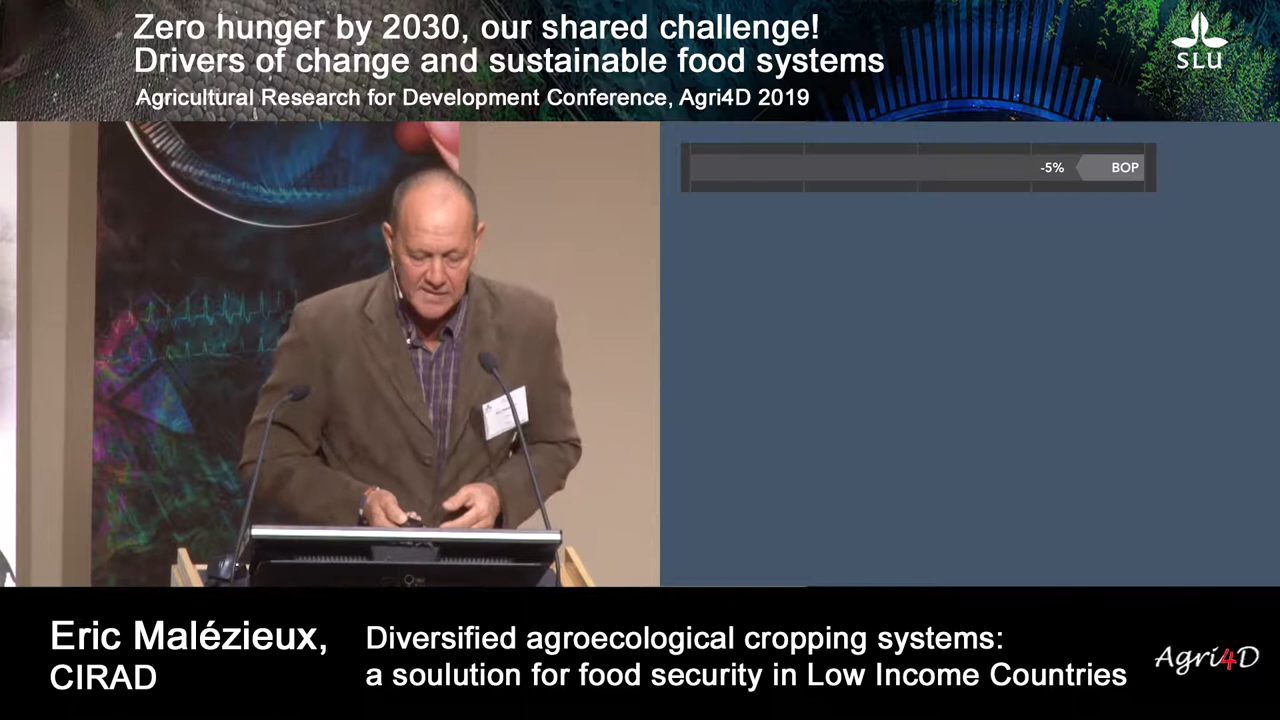 Zero hunger by 2030, our shared challenge!
Drivers of change and sustainable food systems
Agricultural Research for Development Conference, Agri4D 2019
SLU
-5% BOP
Eric Malézieux,
CIRAD
Diversified agroecological cropping systems:
a soulution for food security in Low Income Countries
Agri4D